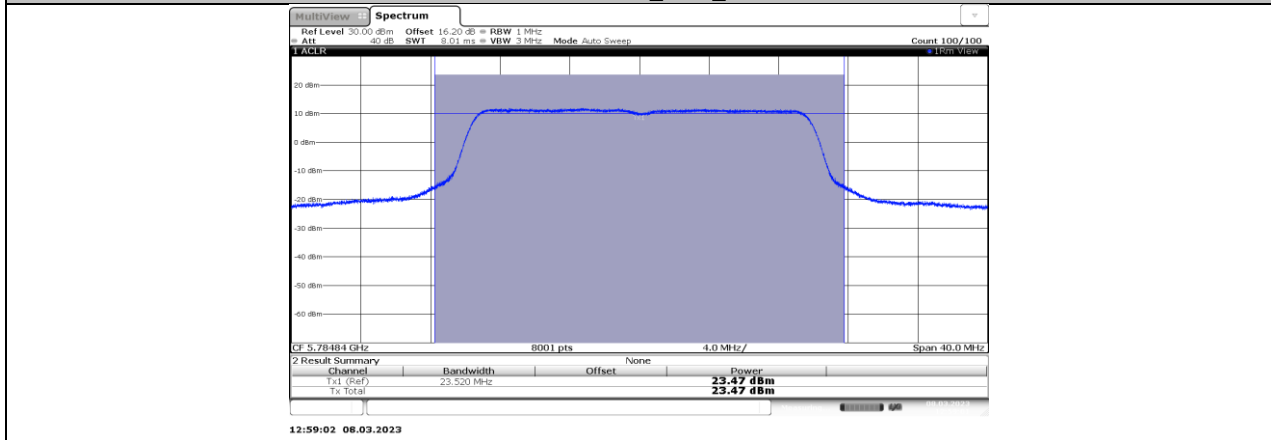 MultiView Spectrum
Ref Level 30.00 dBm Offset 16.20 dB RBW 1 MHz
Att 40 dB SWT 8.01 ms VBW 3 MHz Mode Auto Sweep Count 100/100
1 ACLR 1Rm View
20 dBm
10 dBm
0 dBm
-10 dBm
-20 dBm
-30 dBm
-40 dBm
-50 dBm
-60 dBm
CF 5.78484 GHz 8001 pts 4.0 MHz/ Span 40.0 MHz
2 Result Summary None
Channel Bandwidth Offset Power
Tx1 (Ref) 23.520 MHz 23.47 dBm
Tx Total 23.47 dBm
08.03.2023
12:59:02 08.03.2023